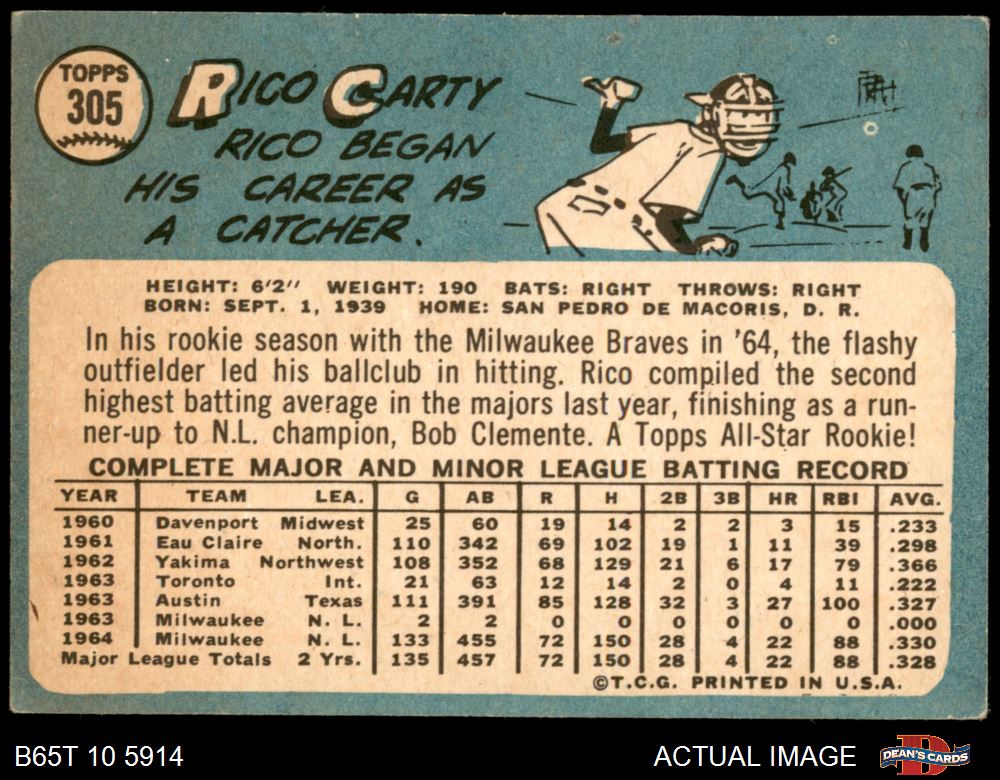 TOPPS
305
RICO CARTY
RICO BEGAN
HIS CAREER AS
A CATCHER.
HEIGHT: 6'2" WEIGHT: 190 BATS: RIGHT THROWS: RIGHT
BORN: SEPT. 1, 1939 HOME: SAN PEDRO DE MACORIS, D. R.
In his rookie season with the Milwaukee Braves in '64, the flashy
outfielder led his ballclub in hitting. Rico compiled the second
highest batting average in the majors last year, finishing as a run-
ner-up to N.L. champion, Bob Clemente. A Topps All-Star Rookie!
COMPLETE MAJOR AND MINOR LEAGUE BATTING RECORD
YEAR TEAM LEA. G AB R H 2B 3B HR RBI AVG.
1960 Davenport Midwest 25 60 19 14 2 2 3 15 .233
1961 Eau Claire North. 110 342 69 102 19 1 11 39 .298
1962 Yakima Northwest 108 352 68 129 21 6 17 79 .366
1963 Toronto Int. 21 63 12 14 2 0 4 11 .222
1963 Austin Texas 111 391 85 128 32 3 27 100 .327
1963 Milwaukee N. L. 2 2 0 0 0 0 0 0 .000
1964 Milwaukee N. L. 133 455 72 150 28 4 22 88 .330
Major League Totals 2 Yrs. 135 457 72 150 28 4 22 88 .328
©T.C.G. PRINTED IN U.S.A.
B65T 10 5914
ACTUAL IMAGE
DEAN'S CARDS